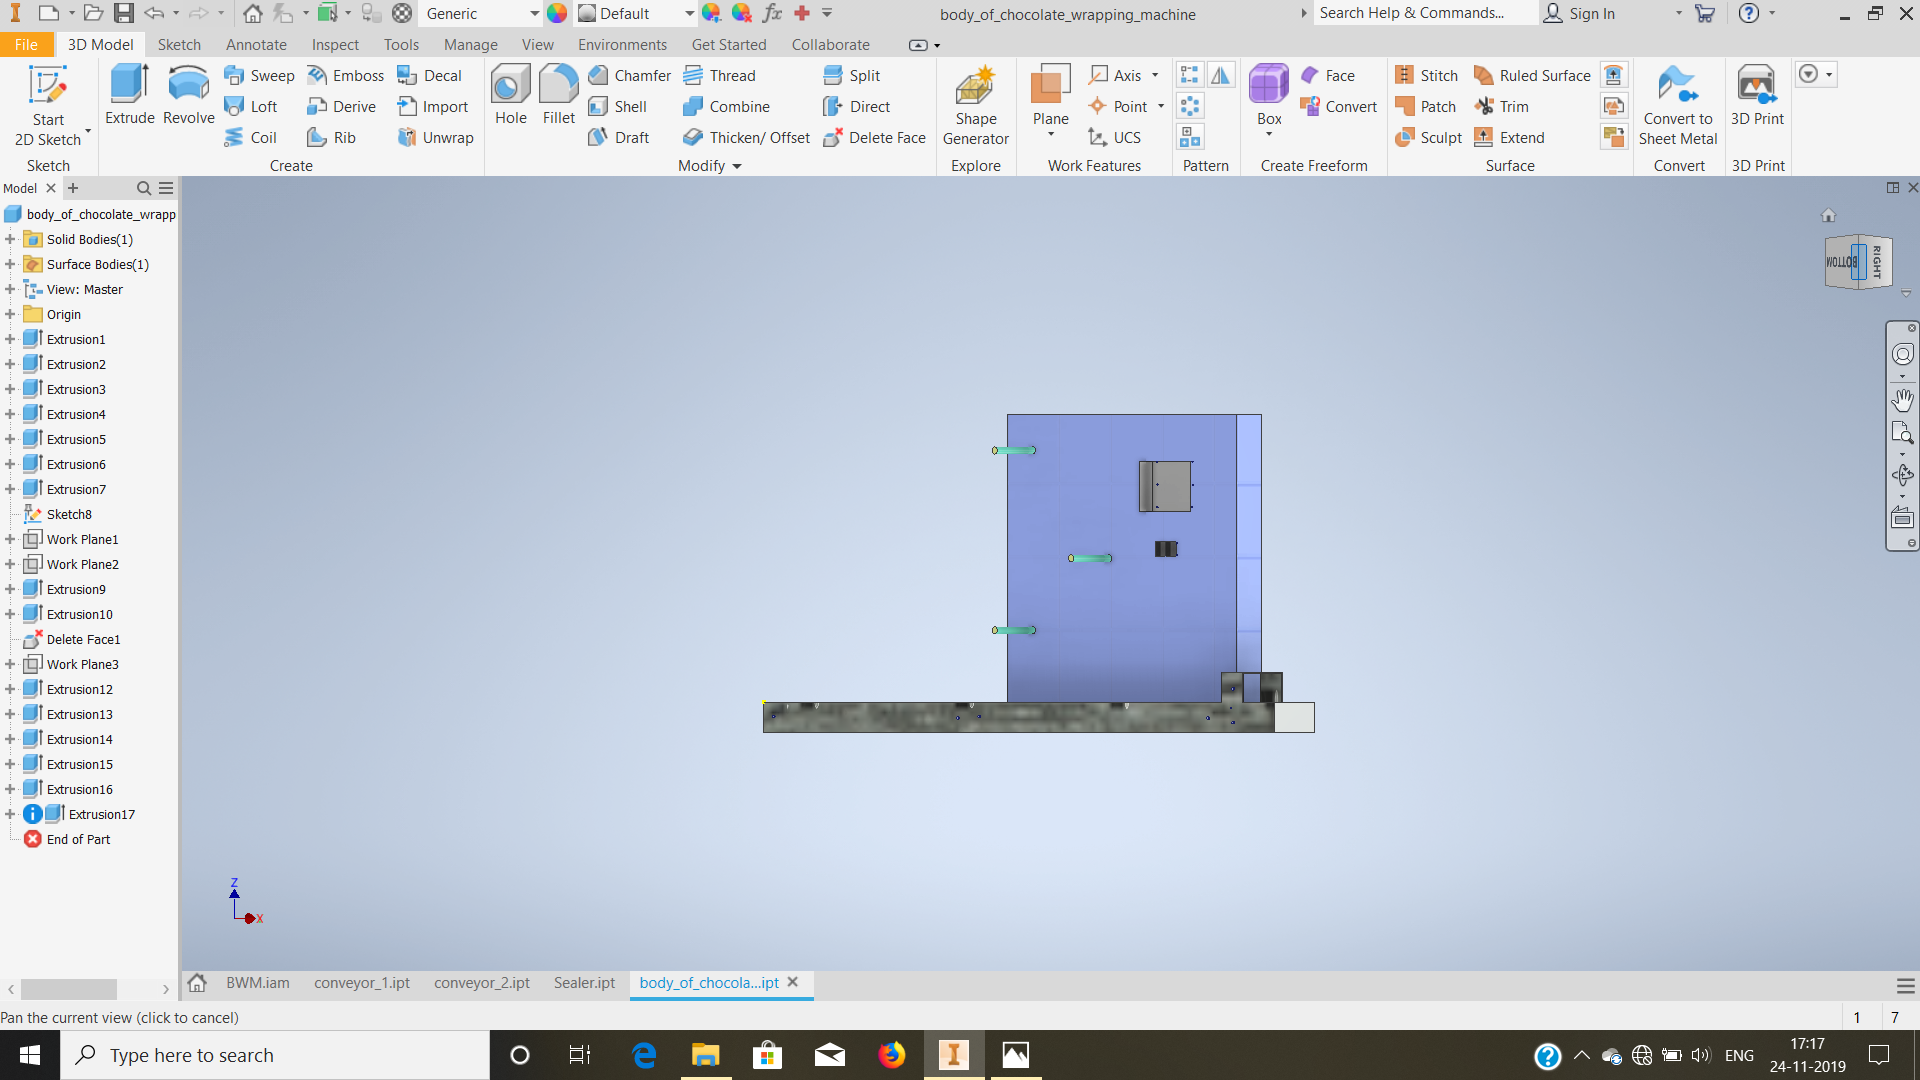 Generic
Default
body_of_chocolate_wrapping_machine
Search Help & Commands...
Sign In
File
3D Model
Sketch
Annotate
Inspect
Tools
Manage
View
Environments
Get Started
Collaborate
Start
2D Sketch
Sketch
Extrude
Revolve
Sweep
Emboss
Decal
Loft
Derive
Import
Coil
Rib
Unwrap
Create
Hole
Fillet
Chamfer
Thread
Split
Shell
Combine
Direct
Draft
Thicken/ Offset
Delete Face
Modify
Shape
Generator
Explore
Plane
Axis
Point
UCS
Work Features
Pattern
Box
Face
Convert
Create Freeform
Stitch
Ruled Surface
Patch
Trim
Sculpt
Extend
Surface
Convert to
Sheet Metal
Convert
3D Print
3D Print
Model
body_of_chocolate_wrapp
Solid Bodies(1)
Surface Bodies(1)
View: Master
Origin
Extrusion1
Extrusion2
Extrusion3
Extrusion4
Extrusion5
Extrusion6
Extrusion7
Sketch8
Work Plane1
Work Plane2
Extrusion9
Extrusion10
Delete Face1
Work Plane3
Extrusion12
Extrusion13
Extrusion14
Extrusion15
Extrusion16
Extrusion17
End of Part
BOTTOM
RIGHT
Z
X
BWM.iam
conveyor_1.ipt
conveyor_2.ipt
Sealer.ipt
body_of_chocola...ipt
Pan the current view (click to cancel)
1
7
Type here to search
ENG
17:17
24-11-2019